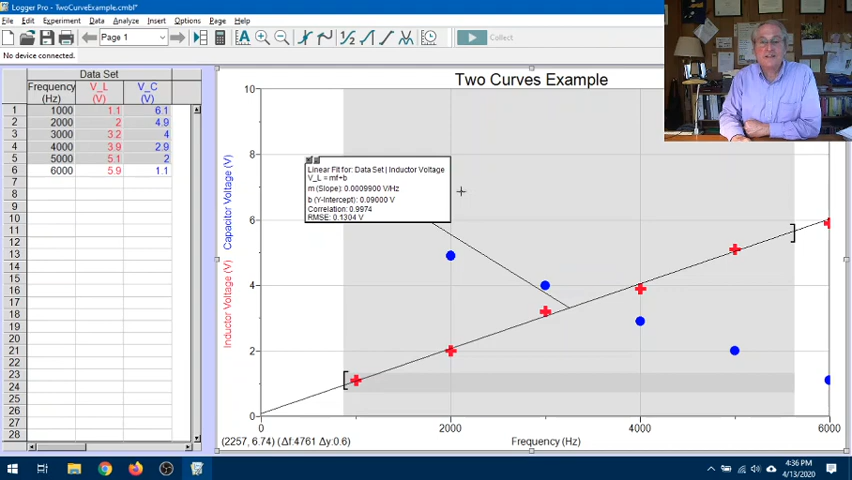 Logger Pro - TwoCurveExample.cmbl*
File Edit Experiment Data Analyze Insert Options Page Help
Page 1
Collect
No device connected.
Data Set
Frequency (Hz) V_L (V) V_C (V)
1 1000 1.1 6.1
2 2000 2 4.9
3 3000 3.2 4
4 4000 3.9 2.9
5 5000 5.1 2
6 6000 5.9 1.1
7
8
9
10
11
12
13
14
15
16
17
18
19
20
21
22
23
24
25
26
27
28
Two Curves Example
Inductor Voltage (V) Capacitor Voltage (V)
10
8
6
4
2
0
Linear Fit for: Data Set | Inductor Voltage
V_L = mf+b
m (Slope): 0.0009900 V/Hz
b (Y-Intercept): 0.09000 V
Correlation: 0.9974
RMSE: 0.1304 V
0 2000 4000 6000
(2257, 6.74) (Δf:4761 Δy:0.6)
Frequency (Hz)
4:36 PM
4/13/2020